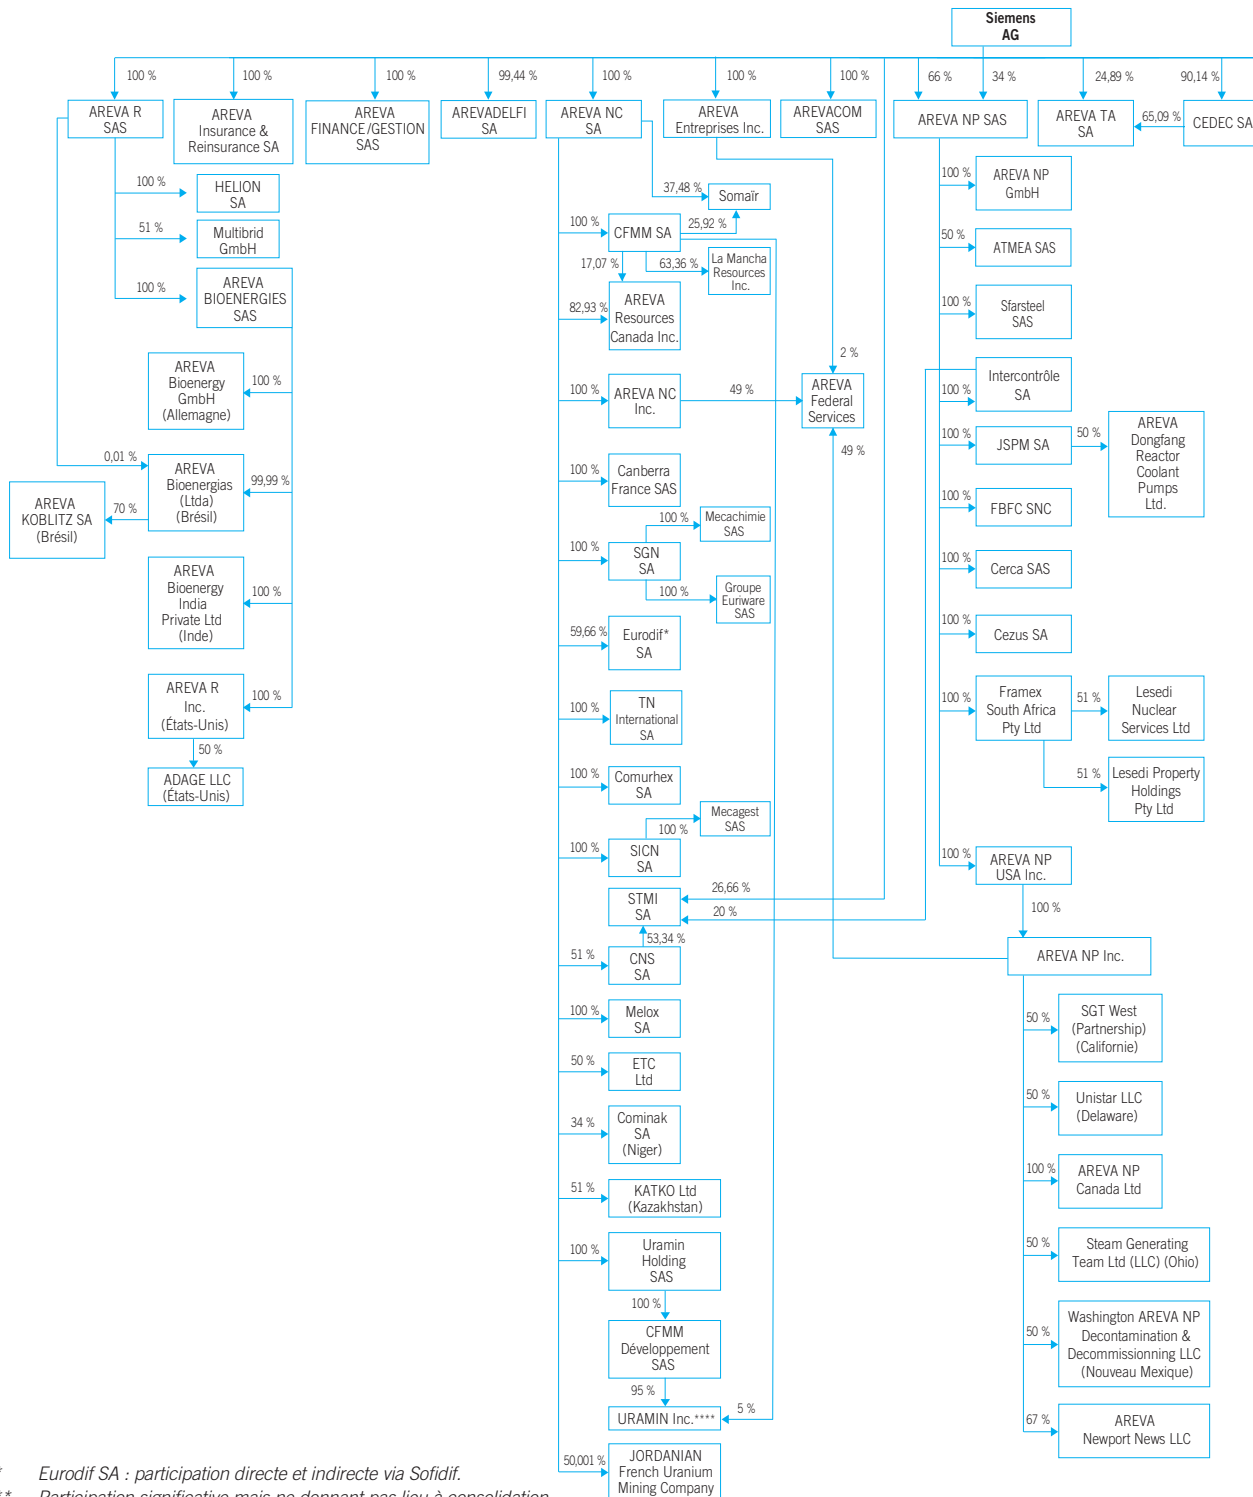 Siemens
AG
100 %
100 %
100 %
99,44 %
100 %
100 %
100 %
66 %
34 %
24,89 %
90,14 %
AREVA R
SAS
AREVA
Insurance &
Reinsurance SA
AREVA
FINANCE/GESTION
SAS
AREVADELFI
SA
AREVA NC
SA
AREVA
Entreprises Inc.
AREVACOM
SAS
AREVA NP SAS
AREVA TA
SA
65,09 %
CEDEC SA
100 %
HELION
SA
51 %
Multibrid
GmbH
100 %
AREVA
BIOENERGIES
SAS
AREVA
Bioenergy
GmbH
(Allemagne)
100 %
0,01 %
AREVA
Bioenergias
(Ltda)
(Brésil)
99,99 %
AREVA
KOBLITZ SA
(Brésil)
70 %
AREVA
Bioenergy
India
Private Ltd
(Inde)
100 %
AREVA R
Inc.
(États-Unis)
100 %
50 %
ADAGE LLC
(États-Unis)
37,48 %
Somaïr
100 %
CFMM SA
25,92 %
17,07 %
63,36 %
La Mancha
Resources
Inc.
82,93 %
AREVA
Resources
Canada Inc.
2 %
100 %
AREVA NC
Inc.
49 %
AREVA
Federal
Services
49 %
100 %
Canberra
France SAS
100 %
Mecachimie
SAS
100 %
SGN
SA
100 %
Groupe
Euriware
SAS
59,66 %
Eurodif*
SA
100 %
TN
International
SA
100 %
Comurhex
SA
Mecagest
SAS
100 %
100 %
SICN
SA
STMI
SA
26,66 %
20 %
53,34 %
51 %
CNS
SA
100 %
Melox
SA
50 %
ETC
Ltd
34 %
Cominak
SA
(Niger)
51 %
KATKO Ltd
(Kazakhstan)
100 %
Uramin
Holding
SAS
100 %
CFMM
Développement
SAS
95 %
URAMIN Inc.****
5 %
50,001 %
JORDANIAN
French Uranium
Mining Company
100 %
AREVA NP
GmbH
50 %
ATMEA SAS
100 %
Sfarsteel
SAS
Intercontrôle
SA
100 %
100 %
JSPM SA
50 %
AREVA
Dongfang
Reactor
Coolant
Pumps
Ltd.
100 %
FBFC SNC
100 %
Cerca SAS
100 %
Cezus SA
100 %
Framex
South Africa
Pty Ltd
51 %
Lesedi
Nuclear
Services Ltd
51 %
Lesedi Property
Holdings
Pty Ltd
100 %
AREVA NP
USA Inc.
100 %
AREVA NP Inc.
50 %
SGT West
(Partnership)
(Californie)
50 %
Unistar LLC
(Delaware)
100 %
AREVA NP
Canada Ltd
50 %
Steam Generating
Team Ltd (LLC) (Ohio)
50 %
Washington AREVA NP
Decontamination &
Decommissionning LLC
(Nouveau Mexique)
67 %
AREVA
Newport News LLC
* Eurodif SA : participation directe et indirecte via Sofidif.
** Participation significative mais ne donnant pas lieu à consolidation